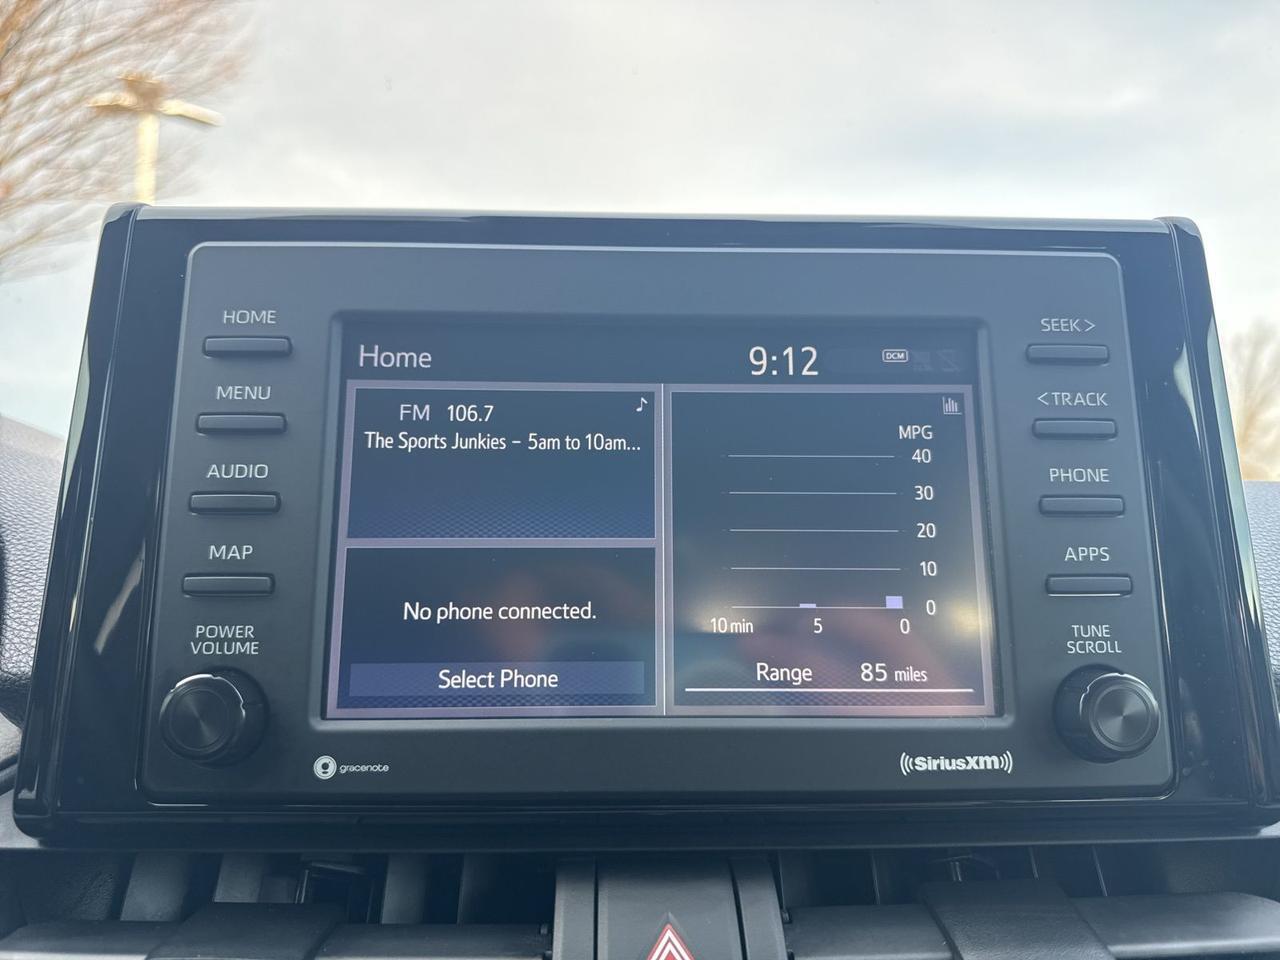 HOME
MENU
AUDIO
MAP
POWER
VOLUME
Home
9:12
DCM
FM 106.7
The Sports Junkies - 5am to 10am...
No phone connected.
Select Phone
MPG
40
30
20
10
0
10 min 5 0
Range 85 miles
SEEK >
< TRACK
PHONE
APPS
TUNE
SCROLL
gracenote
((SiriusXM))